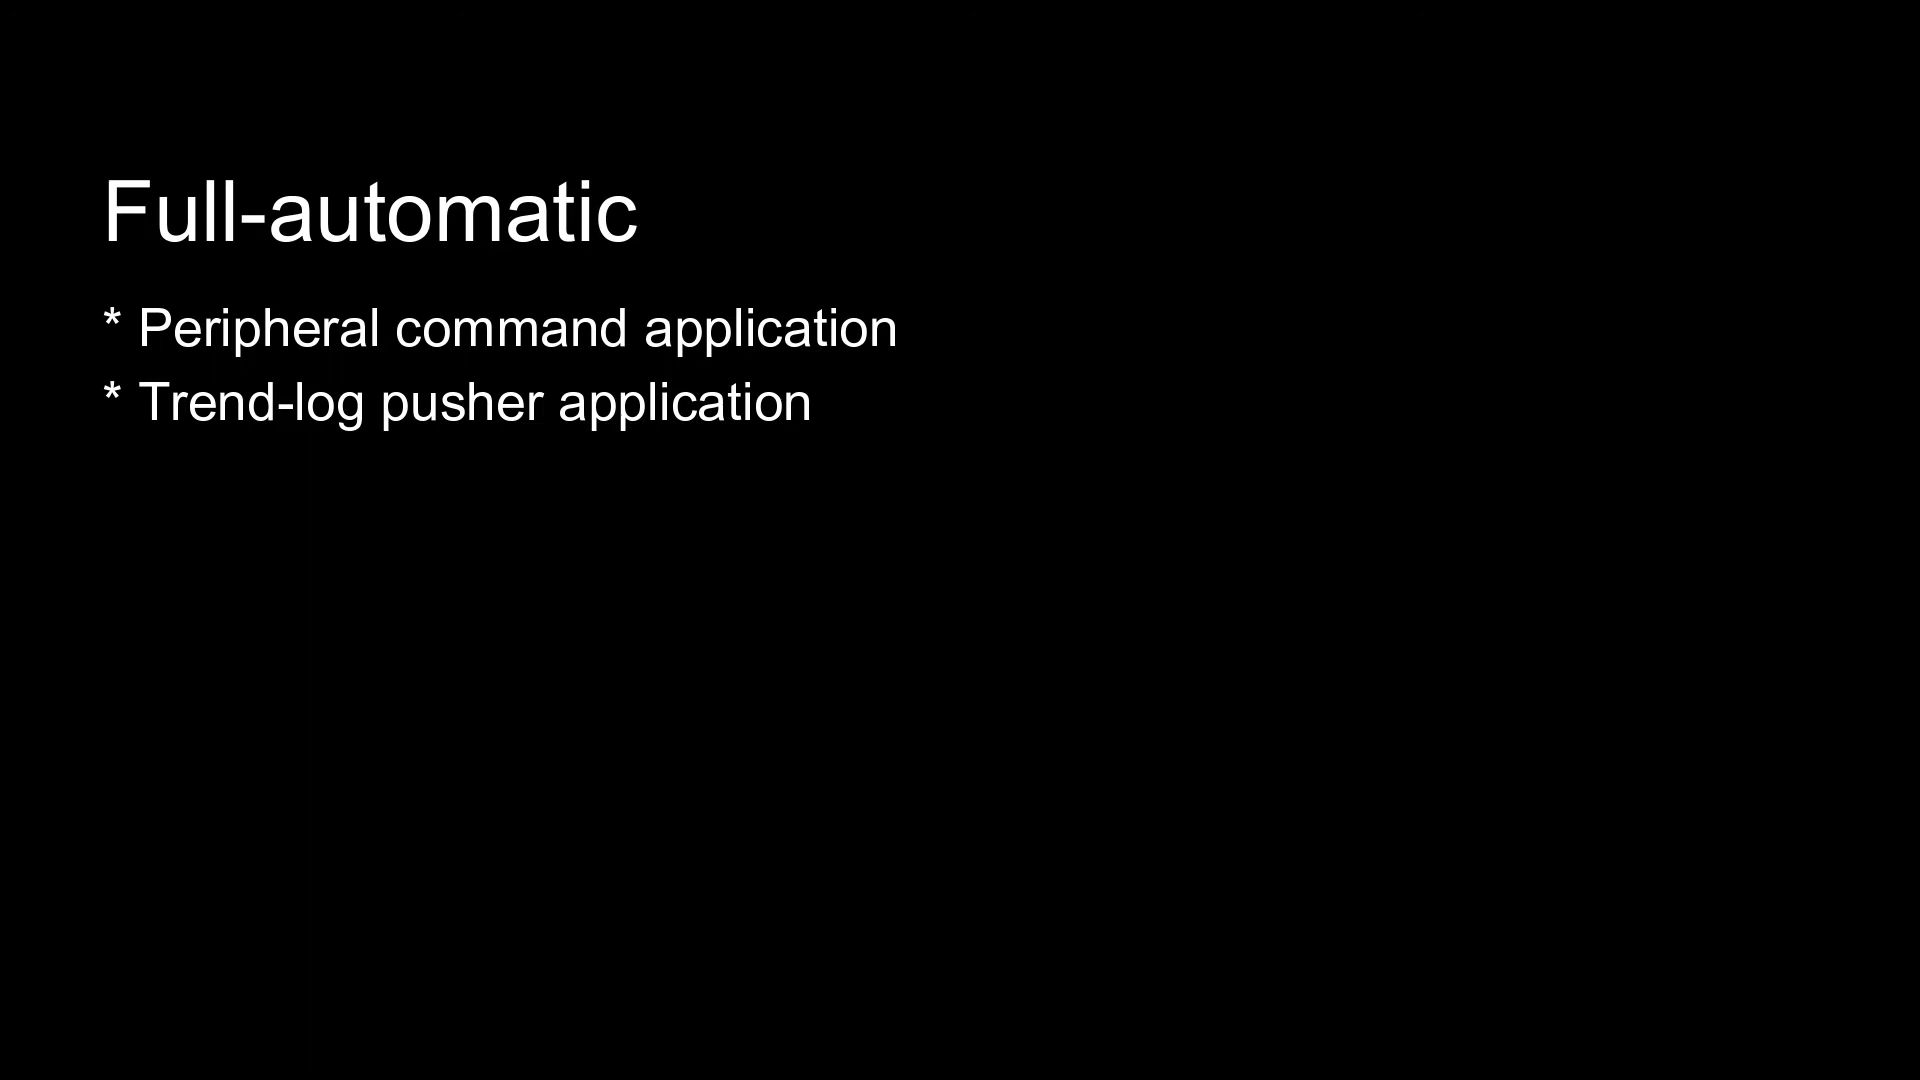 Full-automatic
* Peripheral command application
* Trend-log pusher application